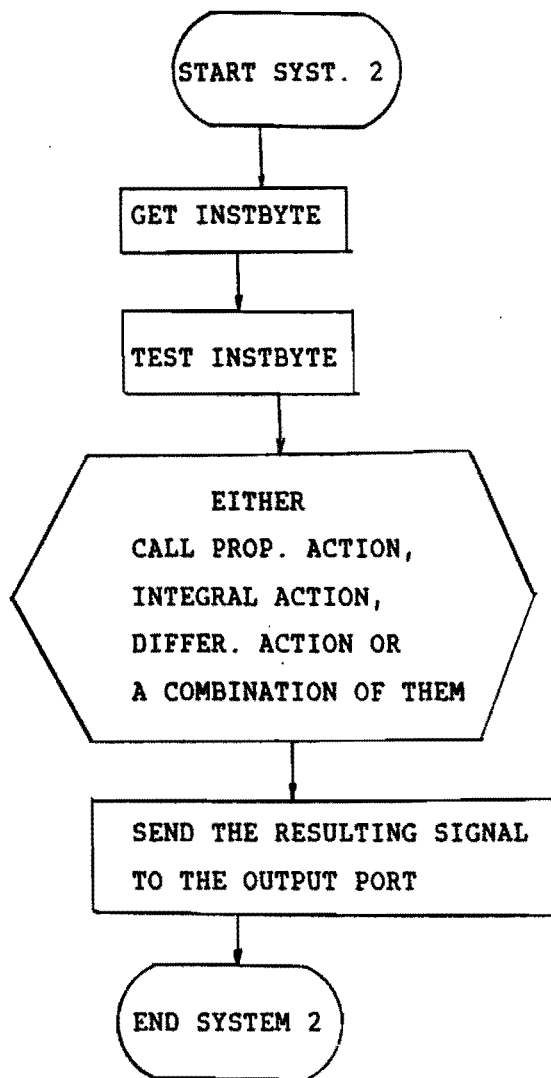 START SYST. 2
GET INSTBYTE
TEST INSTBYTE
EITHER
CALL PROP. ACTION,
INTEGRAL ACTION,
DIFFER. ACTION OR
A COMBINATION OF THEM
SEND THE RESULTING SIGNAL
TO THE OUTPUT PORT
END SYSTEM 2